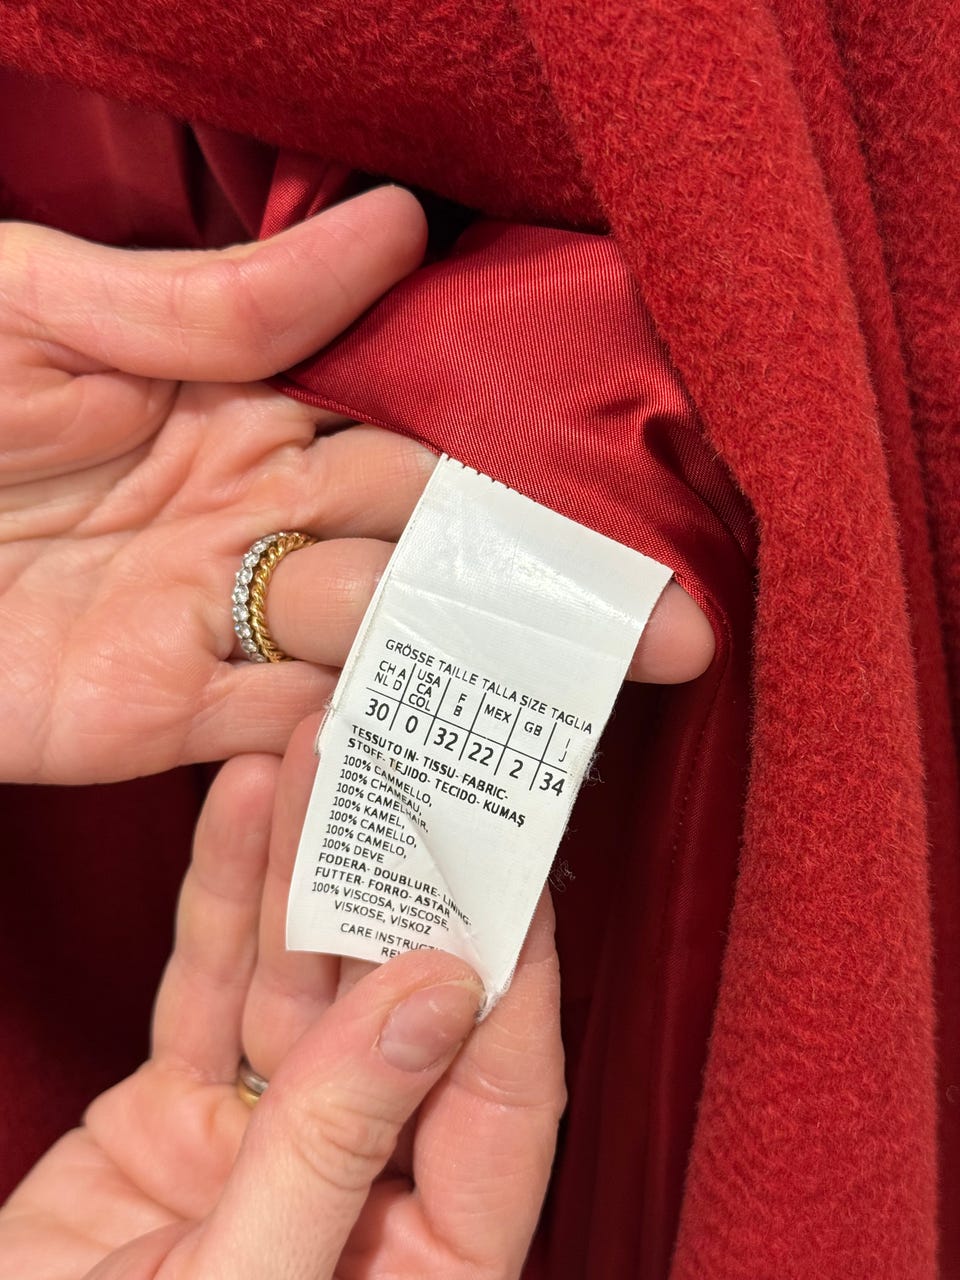 GRÖSSE TAILLE TALLA SIZE TAGLIA
CH A NL D USA CA COL F B MEX GB I J
30 0 32 22 2 34
TESSUTO IN- TISSU- FABRIC-
STOFF- TEJIDO- TECIDO- KUMAŞ
100% CAMMELLO,
100% CHAMEAU,
100% CAMELHAIR,
100% KAMEL,
100% CAMELLO,
100% CAMELO,
100% DEVE
FODERA- DOUBLURE- LINING-
FUTTER- FORRO- ASTAR
100% VISCOSA, VISCOSE,
VISKOSE, VİSKOZ
CARE